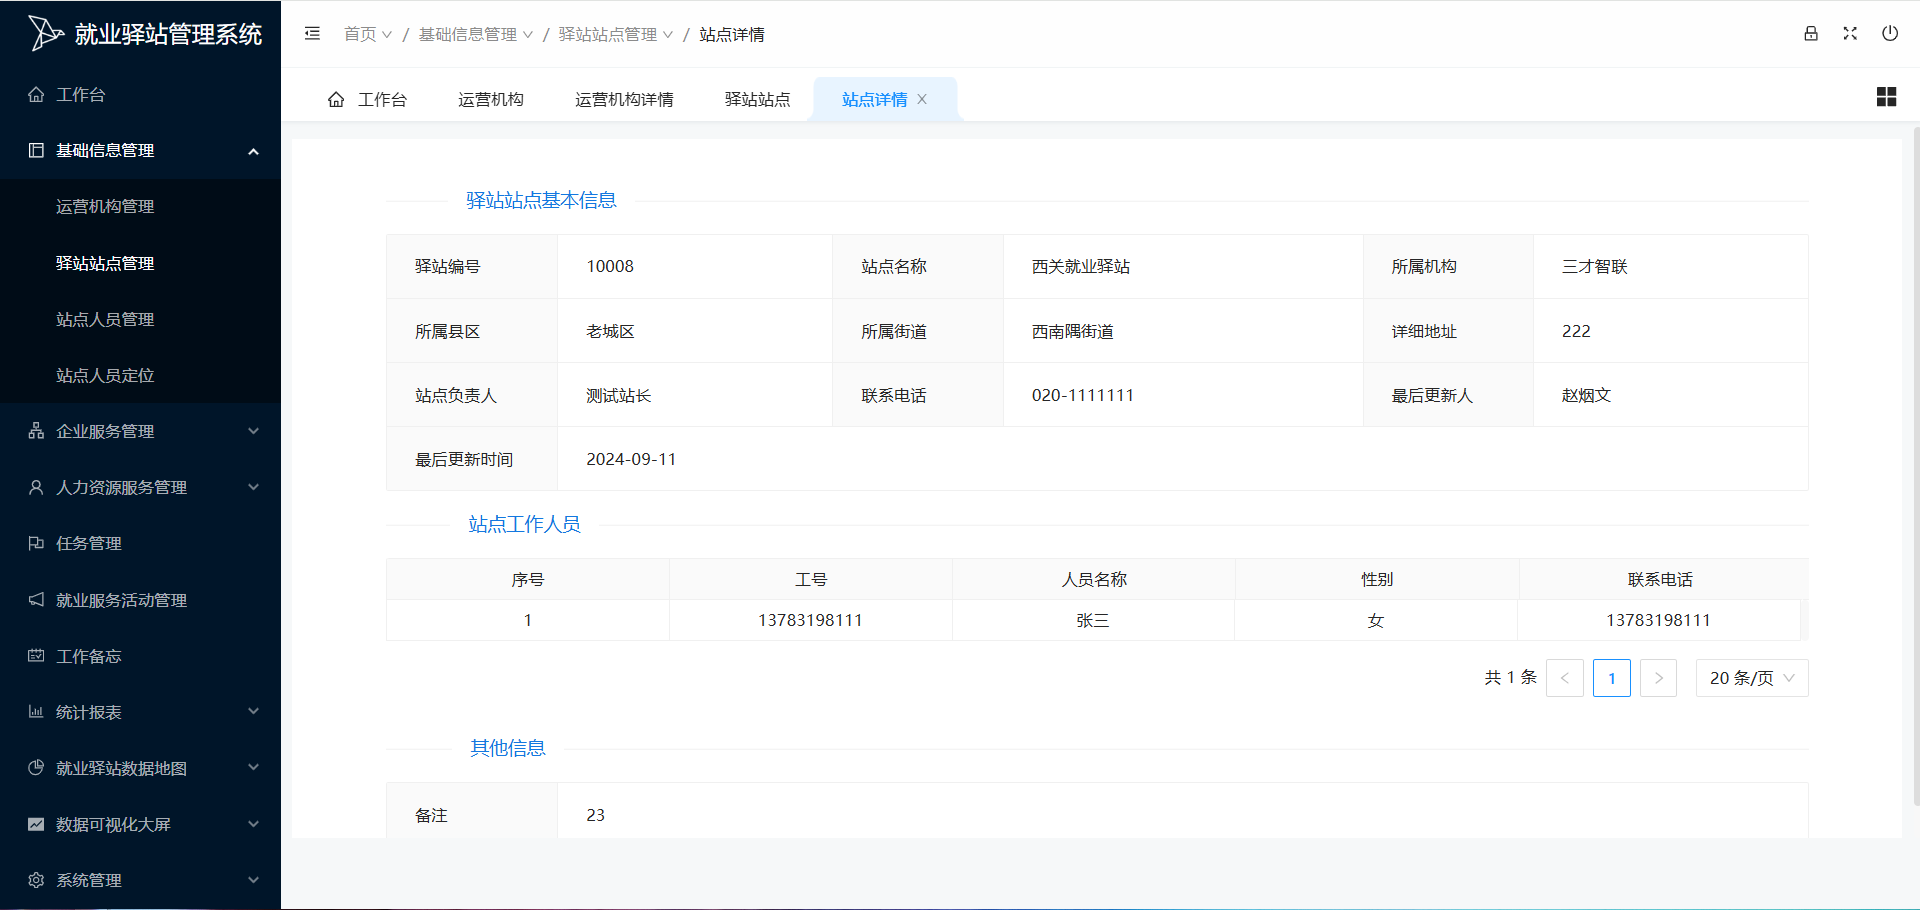 就业驿站管理系统
首页 / 基础信息管理 / 驿站站点管理 / 站点详情
工作台 运营机构 运营机构详情 驿站站点 站点详情
工作台
基础信息管理
运营机构管理
驿站站点管理
站点人员管理
站点人员定位
企业服务管理
人力资源服务管理
任务管理
就业服务活动管理
工作备忘
统计报表
就业驿站数据地图
数据可视化大屏
系统管理
驿站站点基本信息
驿站编号 10008 站点名称 西关就业驿站 所属机构 三才智联
所属县区 老城区 所属街道 西南隅街道 详细地址 222
站点负责人 测试站长 联系电话 020-1111111 最后更新人 赵烟文
最后更新时间 2024-09-11
站点工作人员
序号 工号 人员名称 性别 联系电话
1 13783198111 张三 女 13783198111
共 1 条 < 1 > 20 条/页
其他信息
备注 23